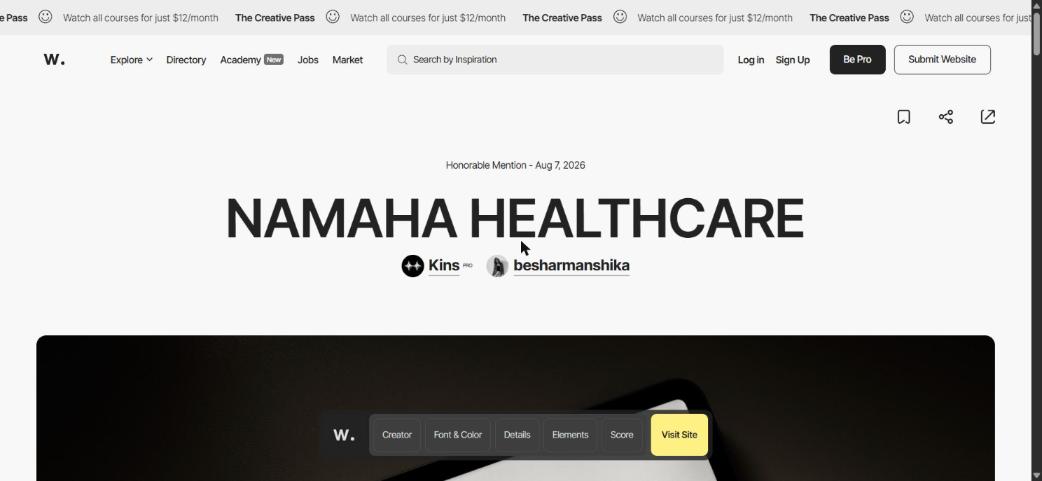 e Pass Watch all courses for just $12/month The Creative Pass Watch all courses for just $12/month The Creative Pass Watch all courses for just $12/month The Creative Pass Watch all courses for just
W. Explore Directory Academy New Jobs Market Search by Inspiration Log in Sign Up Be Pro Submit Website
Honorable Mention - Aug 7, 2026
NAMAHA HEALTHCARE
Kins PRO besharmanshika
W. Creator Font & Color Details Elements Score Visit Site